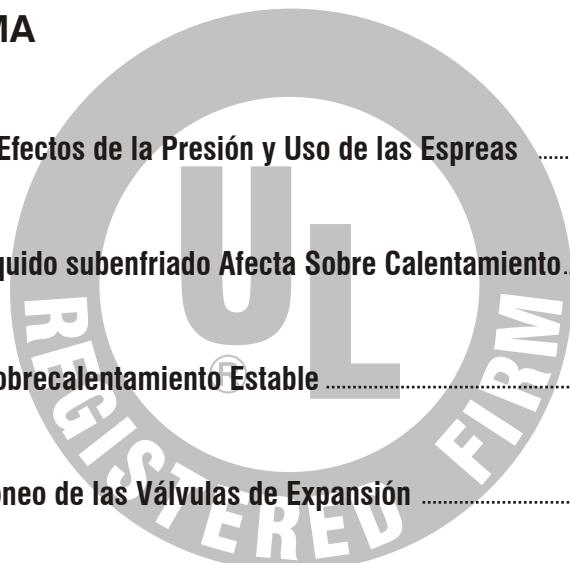 MA
Efectos de la Presión y Uso de las Espreas ......
quido subenfriado Afecta Sobre Calentamiento..
obrecalentamiento Estable ................................................
oneo de las Válvulas de Expansión .............................
UL
®
REGISTERED FIRM